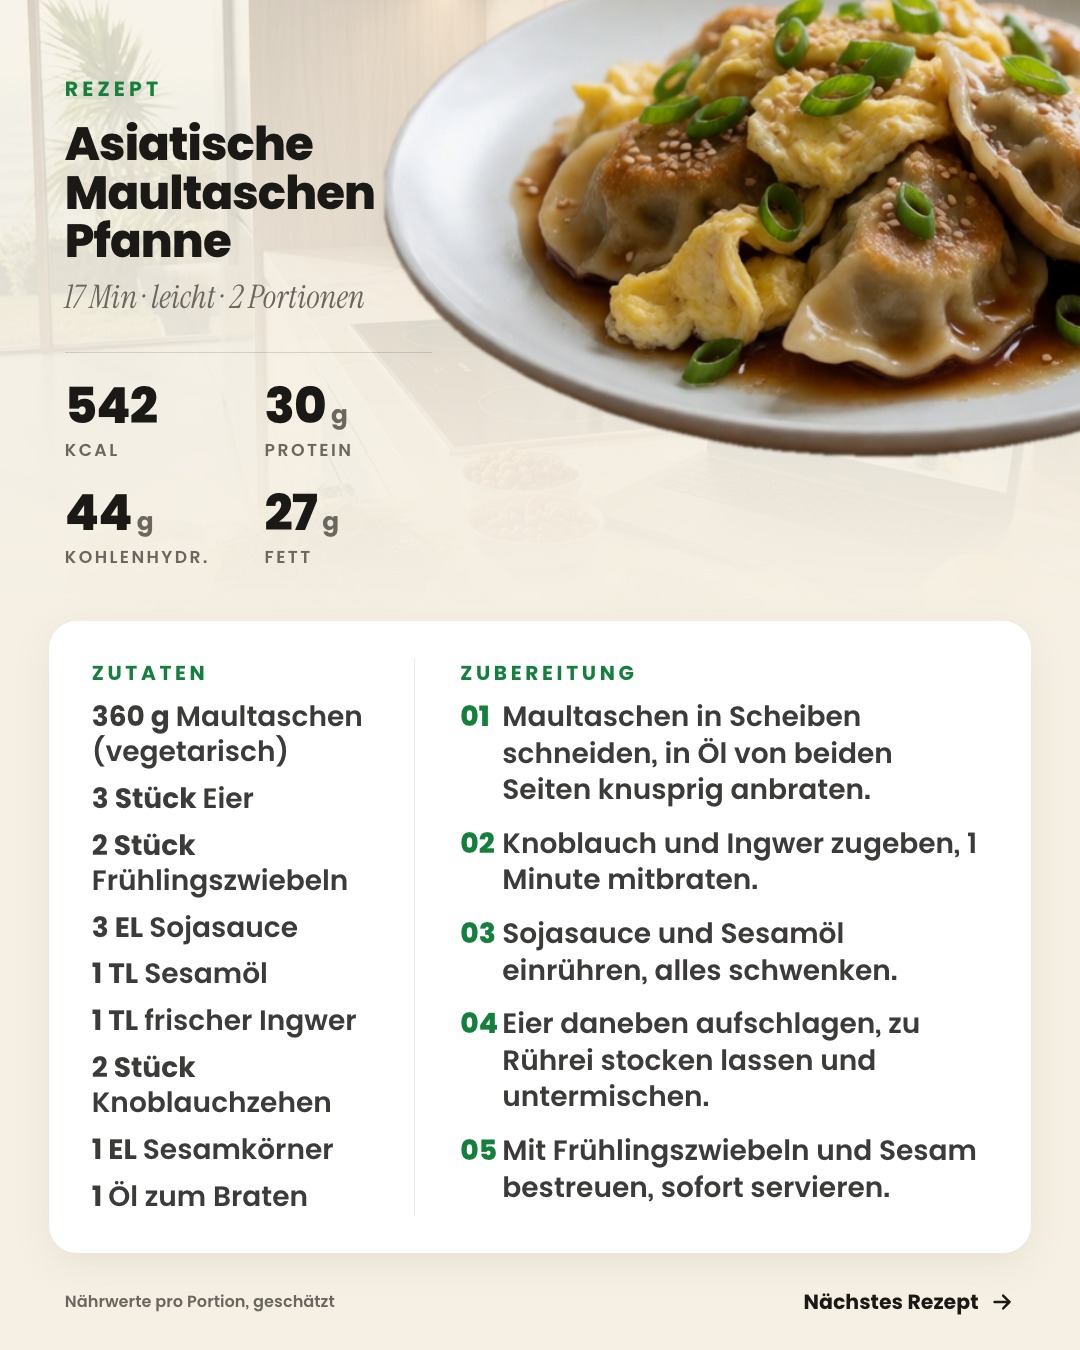 REZEPT
Asiatische
Maultaschen
Pfanne
17 Min · leicht · 2 Portionen
542
KCAL
30 g
PROTEIN
44 g
KOHLENHYDR.
27 g
FETT
ZUTATEN
360 g Maultaschen
(vegetarisch)
3 Stück Eier
2 Stück
Frühlingszwiebeln
3 EL Sojasauce
1 TL Sesamöl
1 TL frischer Ingwer
2 Stück
Knoblauchzehen
1 EL Sesamkörner
1 Öl zum Braten
ZUBEREITUNG
01 Maultaschen in Scheiben
schneiden, in Öl von beiden
Seiten knusprig anbraten.
02 Knoblauch und Ingwer zugeben, 1
Minute mitbraten.
03 Sojasauce und Sesamöl
einrühren, alles schwenken.
04 Eier daneben aufschlagen, zu
Rührei stocken lassen und
untermischen.
05 Mit Frühlingszwiebeln und Sesam
bestreuen, sofort servieren.
Nährwerte pro Portion, geschätzt
Nächstes Rezept →